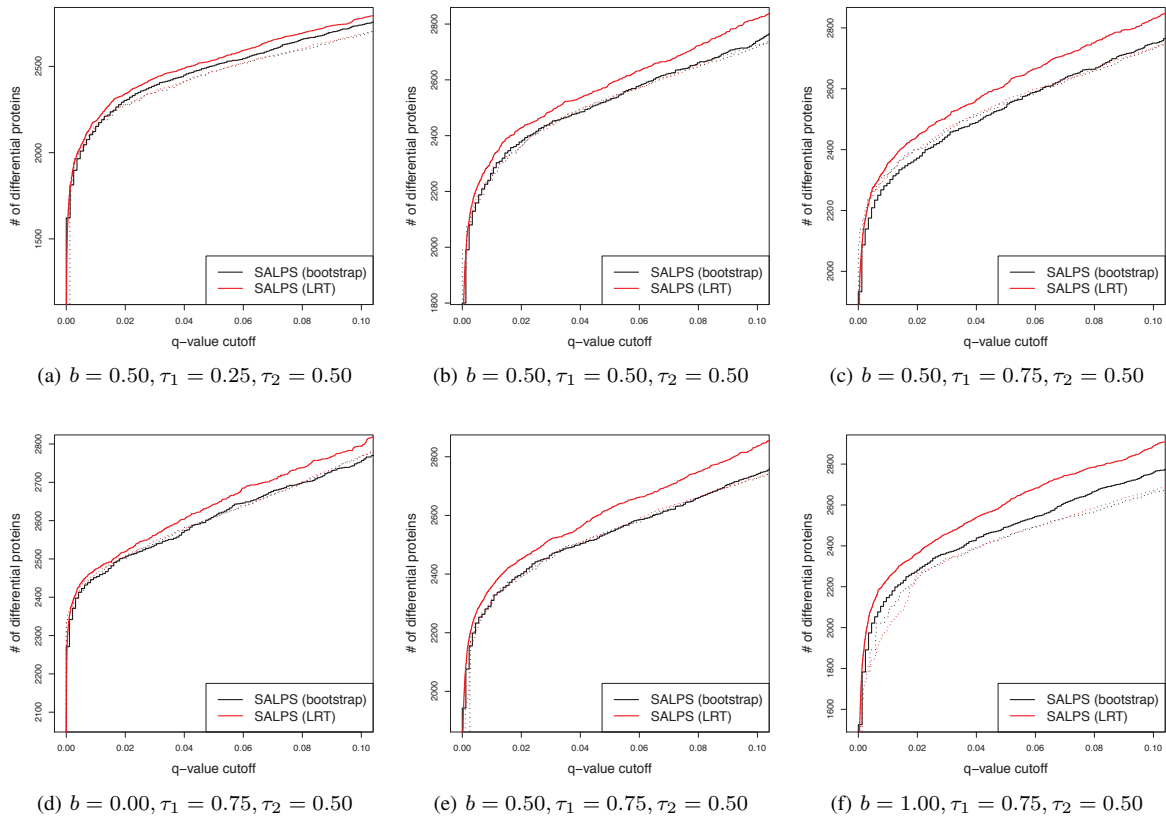 # of differential proteins
2500
2000
1500
SALPS (bootstrap)
SALPS (LRT)
0.00 0.02 0.04 0.06 0.08 0.10
q−value cutoff
(a) b = 0.50, τ1 = 0.25, τ2 = 0.50
# of differential proteins
2800
2600
2400
2200
2000
1800
SALPS (bootstrap)
SALPS (LRT)
0.00 0.02 0.04 0.06 0.08 0.10
q−value cutoff
(b) b = 0.50, τ1 = 0.50, τ2 = 0.50
# of differential proteins
2800
2600
2400
2200
2000
SALPS (bootstrap)
SALPS (LRT)
0.00 0.02 0.04 0.06 0.08 0.10
q−value cutoff
(c) b = 0.50, τ1 = 0.75, τ2 = 0.50
# of differential proteins
2800
2700
2600
2500
2400
2300
2200
2100
SALPS (bootstrap)
SALPS (LRT)
0.00 0.02 0.04 0.06 0.08 0.10
q−value cutoff
(d) b = 0.00, τ1 = 0.75, τ2 = 0.50
# of differential proteins
2800
2600
2400
2200
2000
SALPS (bootstrap)
SALPS (LRT)
0.00 0.02 0.04 0.06 0.08 0.10
q−value cutoff
(e) b = 0.50, τ1 = 0.75, τ2 = 0.50
# of differential proteins
2800
2600
2400
2200
2000
1800
1600
SALPS (bootstrap)
SALPS (LRT)
0.00 0.02 0.04 0.06 0.08 0.10
q−value cutoff
(f) b = 1.00, τ1 = 0.75, τ2 = 0.50